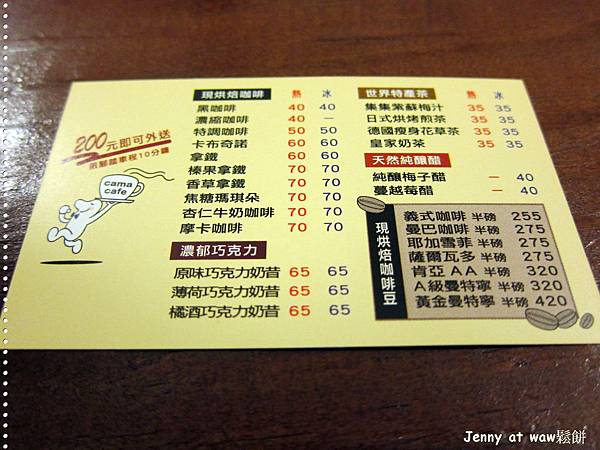 200元即可外送
cama
cafe
現烘焙咖啡 熱 冰
黑咖啡 40 40
濃縮咖啡 40 —
特調咖啡 50 50
卡布奇諾 60 60
拿鐵 60 60
榛果拿鐵 70 70
香草拿鐵 70 70
焦糖瑪琪朵 70 70
杏仁牛奶咖啡 70 70
摩卡咖啡 70 70
濃郁巧克力
原味巧克力奶昔 65 65
薄荷巧克力奶昔 65 65
橘酒巧克力奶昔 65 65
世界特產茶 熱 冰
集集紫蘇梅汁 35 35
日式烘烤煎茶 35 35
德國瘦身花草茶 35 35
皇家奶茶 35 35
天然純釀醋
純釀梅子醋 — 40
蔓越莓醋 — 40
現烘焙咖啡豆
義式咖啡 半磅 255
曼巴咖啡 半磅 275
耶加雪菲 半磅 275
薩爾瓦多 半磅 275
肯亞AA 半磅 320
A級曼特寧 半磅 320
黃金曼特寧 半磅 420
Jenny at waw鬆餅